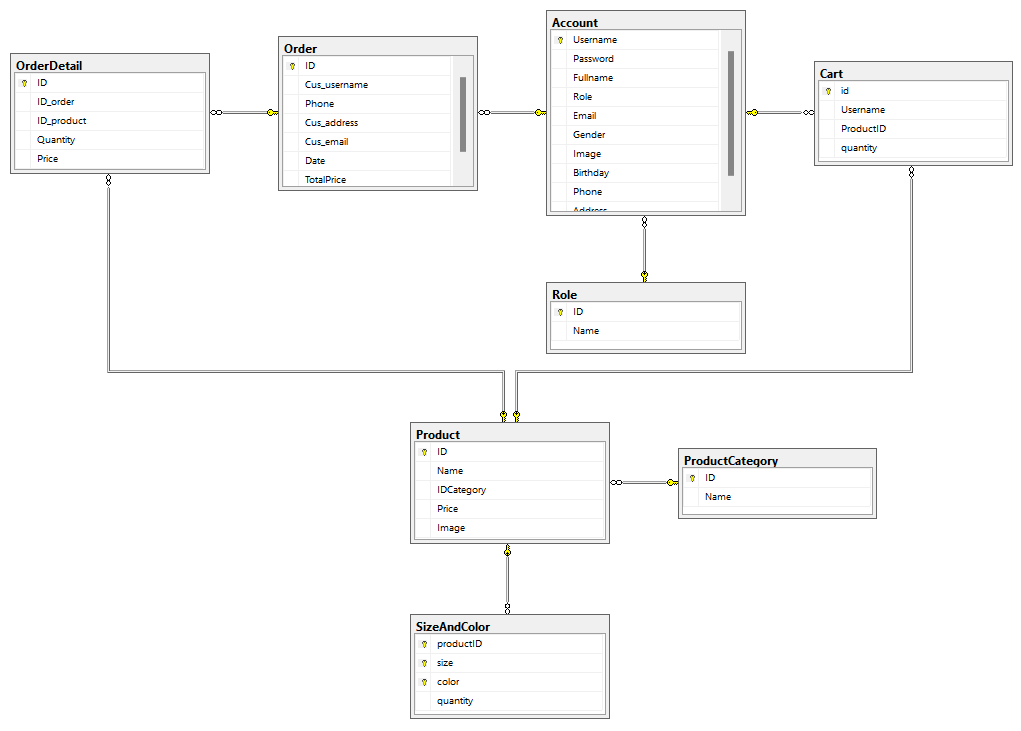 OrderDetail
ID
ID_order
ID_product
Quantity
Price
Order
ID
Cus_username
Phone
Cus_address
Cus_email
Date
TotalPrice
Account
Username
Password
Fullname
Role
Email
Gender
Image
Birthday
Phone
Address
Cart
id
Username
ProductID
quantity
Role
ID
Name
Product
ID
Name
IDCategory
Price
Image
ProductCategory
ID
Name
SizeAndColor
productID
size
color
quantity